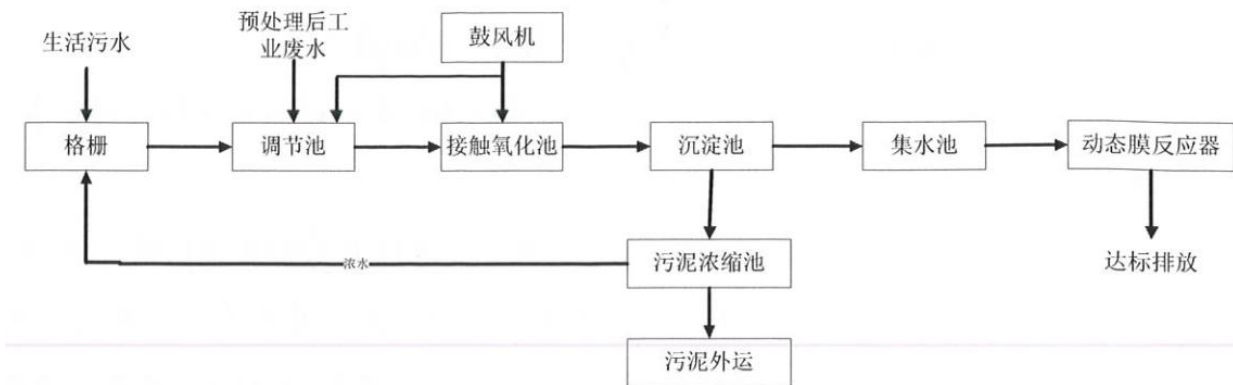 生活污水
预处理后工
业废水
鼓风机
格栅
调节池
接触氧化池
沉淀池
集水池
动态膜反应器
浓水
污泥浓缩池
达标排放
污泥外运